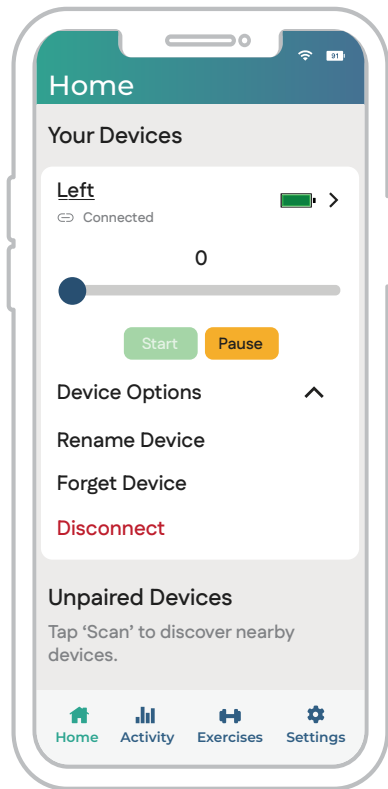 91
Home
Your Devices
Left
Connected
0
Start
Pause
Device Options
Rename Device
Forget Device
Disconnect
Unpaired Devices
Tap ‘Scan’ to discover nearby
devices.
Home
Activity
Exercises
Settings